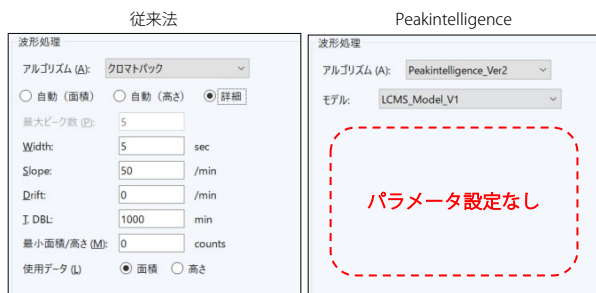 従来法
波形処理
アルゴリズム (A): クロマトパック
自動（面積） 自動（高さ） 詳細
最大ピーク数 (P): 5
Width: 5 sec
Slope: 50 /min
Drift: 0 /min
T. DBL: 1000 min
最小面積/高さ (M): 0 counts
使用データ (L) 面積 高さ
Peakintelligence
波形処理
アルゴリズム (A): Peakintelligence_Ver2
モデル: LCMS_Model_V1
パラメータ設定なし